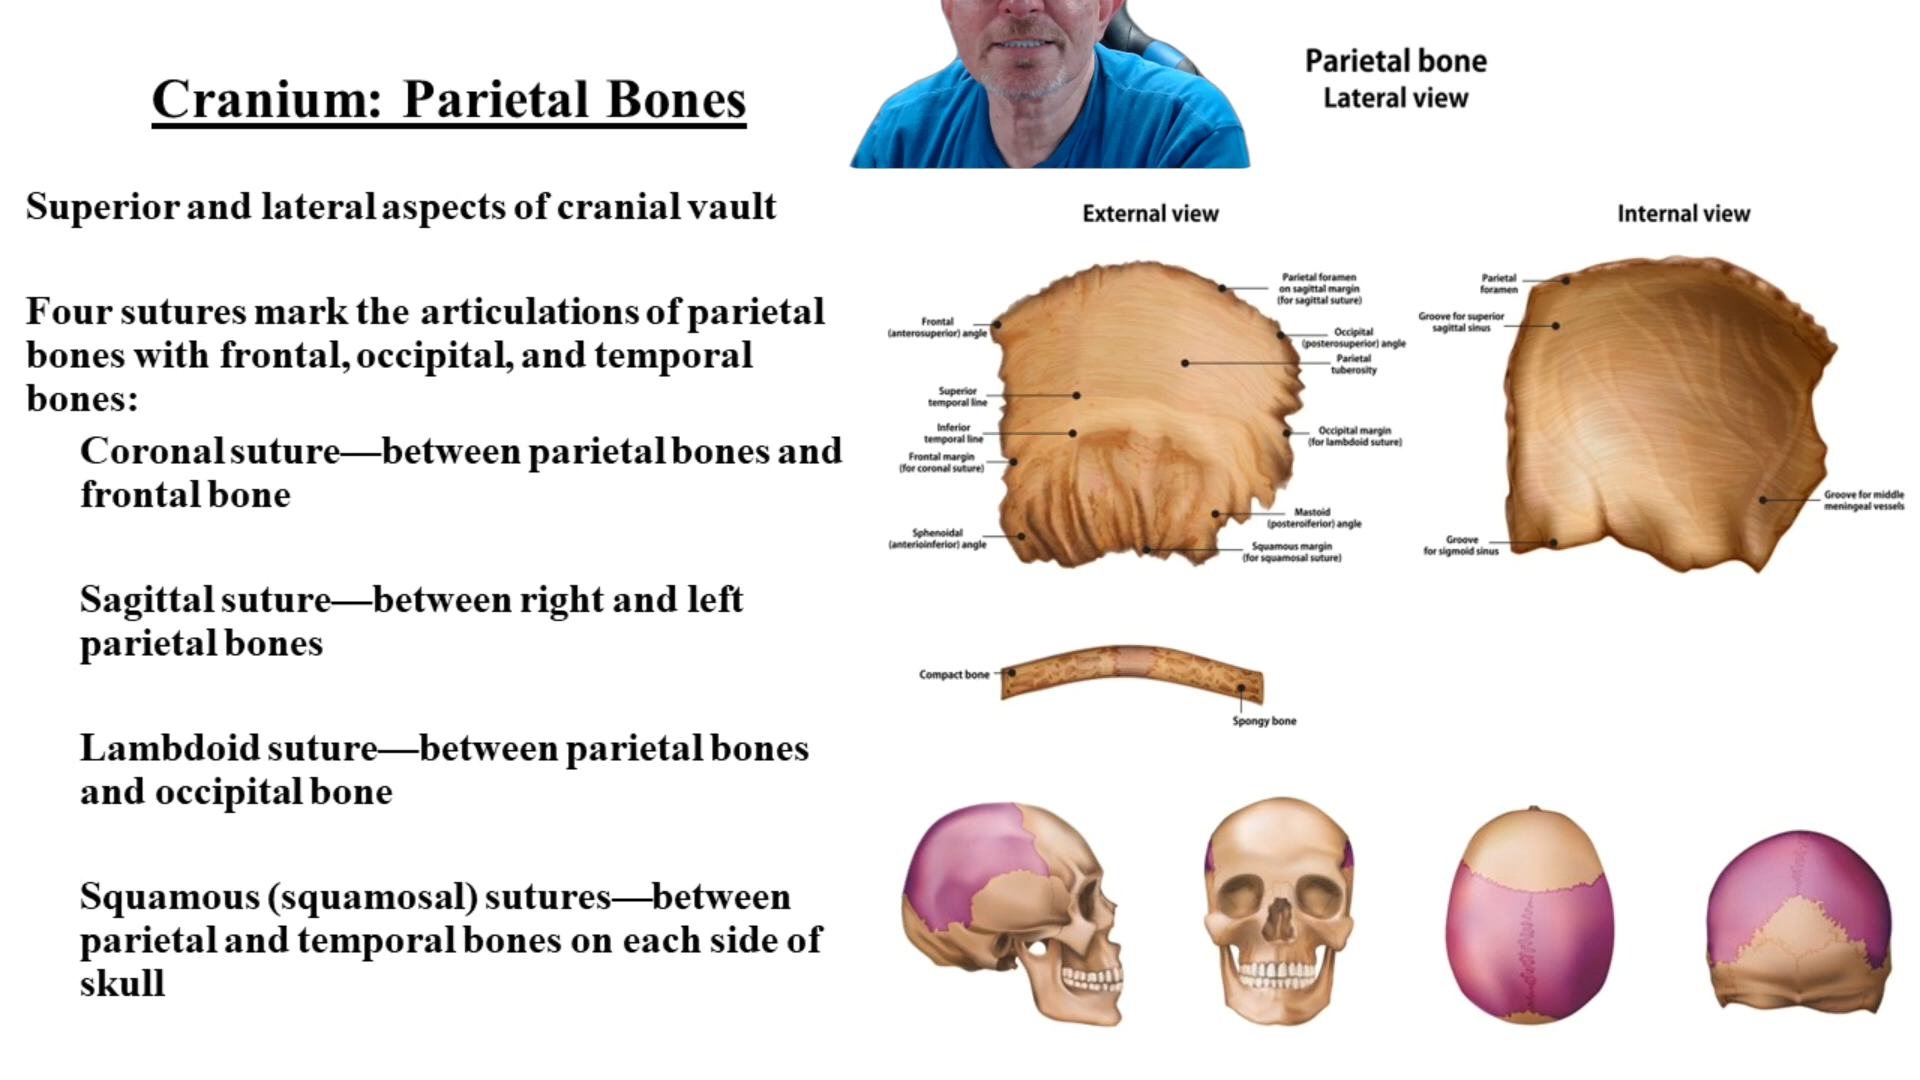 Cranium: Parietal Bones
Superior and lateral aspects of cranial vault
Four sutures mark the articulations of parietal
bones with frontal, occipital, and temporal
bones:
Coronal suture—between parietal bones and
frontal bone
Sagittal suture—between right and left
parietal bones
Lambdoid suture—between parietal bones
and occipital bone
Squamous (squamosal) sutures—between
parietal and temporal bones on each side of
skull
Parietal bone
Lateral view
External view
Frontal
(anterosuperior) angle
Superior
temporal line
Inferior
temporal line
Frontal margin
(for coronal suture)
Sphenoidal
(anterioinferior) angle
Parietal foramen
on sagittal margin
(for sagittal suture)
Occipital
(posterosuperior) angle
Parietal
tuberosity
Occipital margin
(for lambdoid suture)
Mastoid
(posteroiferior) angle
Squamous margin
(for squamosal suture)
Internal view
Parietal
foramen
Groove for superior
sagittal sinus
Groove
for sigmoid sinus
Groove for middle
meningeal vessels
Compact bone
Spongy bone